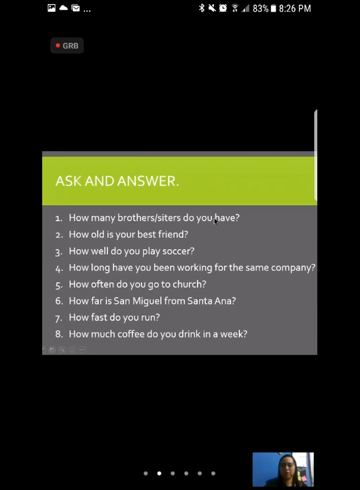 ... 83% 8:26 PM
GRB
ASK AND ANSWER.
1. How many brothers/siters do you have?
2. How old is your best friend?
3. How well do you play soccer?
4. How long have you been working for the same company?
5. How often do you go to church?
6. How far is San Miguel from Santa Ana?
7. How fast do you run?
8. How much coffee do you drink in a week?